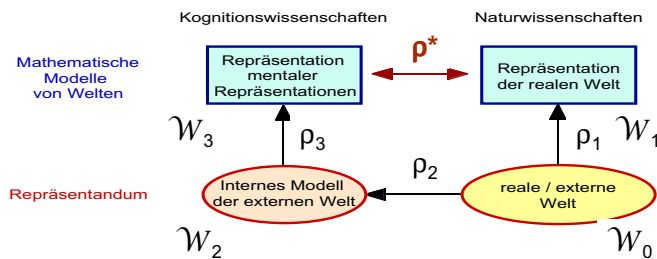 Kognitionswissenschaften
Naturwissenschaften
Mathematische
Modelle
von Welten
Repräsentation
mentaler
Repräsentationen
ρ*
Repräsentation
der realen Welt
𝒲3
ρ3
ρ1
𝒲1
Repräsentandum
Internes Modell
der externen Welt
ρ2
reale / externe
Welt
𝒲2
𝒲0